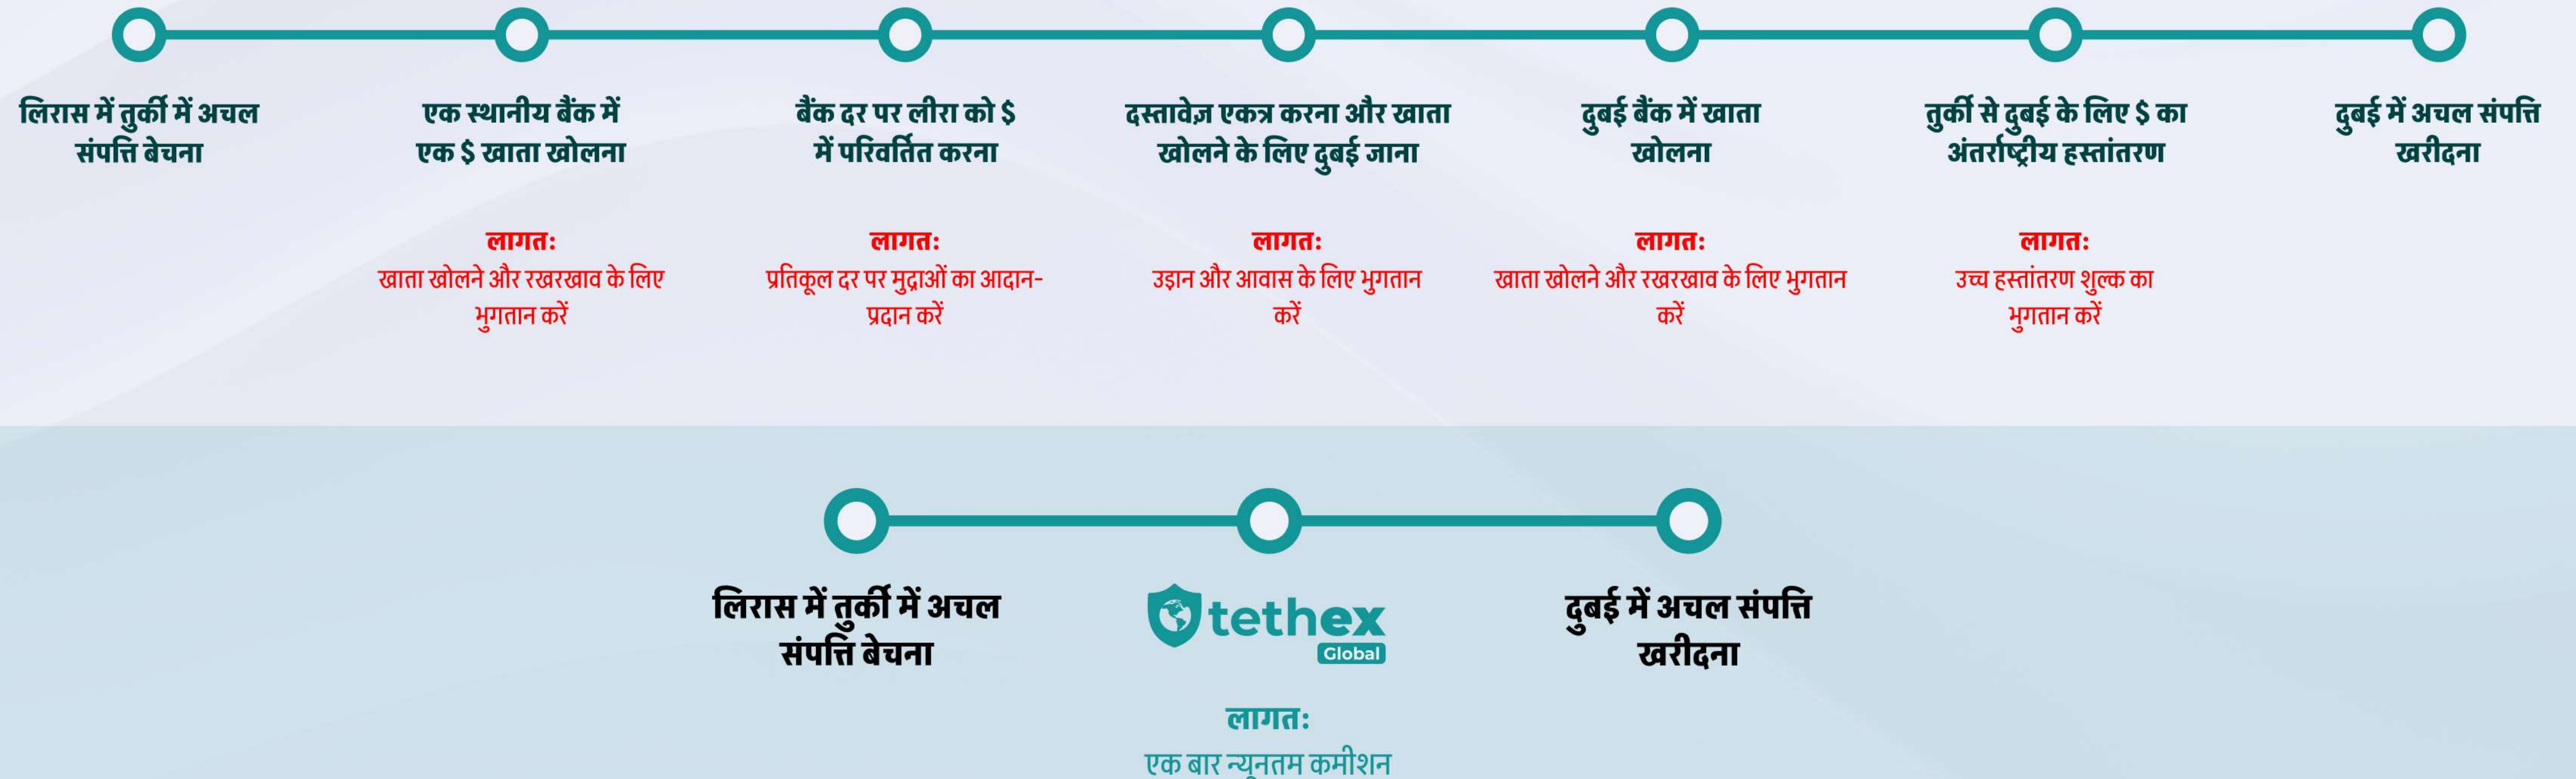 लिरास में तुर्की में अचल
संपत्ति बेचना
एक स्थानीय बैंक में
एक $ खाता खोलना
लागत:
खाता खोलने और रखरखाव के लिए
भुगतान करें
बैंक दर पर लीरा को $
में परिवर्तित करना
लागत:
प्रतिकूल दर पर मुद्राओं का आदान-
प्रदान करें
दस्तावेज़ एकत्र करना और खाता
खोलने के लिए दुबई जाना
लागत:
उड़ान और आवास के लिए भुगतान
करें
दुबई बैंक में खाता
खोलना
लागत:
खाता खोलने और रखरखाव के लिए भुगतान
करें
तुर्की से दुबई के लिए $ का
अंतर्राष्ट्रीय हस्तांतरण
लागत:
उच्च हस्तांतरण शुल्क का
भुगतान करें
दुबई में अचल संपत्ति
खरीदना
लिरास में तुर्की में अचल
संपत्ति बेचना
tethex
Global
लागत:
एक बार न्यूनतम कमीशन
दुबई में अचल संपत्ति
खरीदना